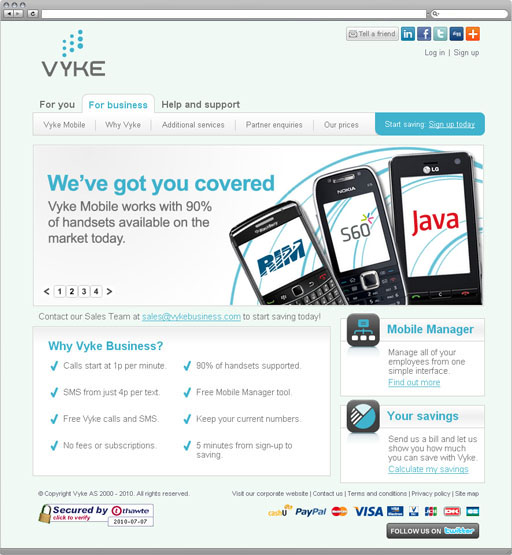 VYKE
Tell a friend
Log in | Sign up
For you
For business
Help and support
Vyke Mobile
Why Vyke
Additional services
Partner enquiries
Our prices
Start saving: Sign up today
We've got you covered
Vyke Mobile works with 90%
of handsets available on the
market today.
BlackBerry
RIM
NOKIA
S60
LG
Java
< 1 2 3 4 >
Contact our Sales Team at sales@vykebusiness.com to start saving today!
Why Vyke Business?
Calls start at 1p per minute.
90% of handsets supported.
SMS from just 4p per text.
Free Mobile Manager tool.
Free Vyke calls and SMS.
Keep your current numbers.
No fees or subscriptions.
5 minutes from sign-up to
saving.
Mobile Manager
Manage all of your
employees from one
simple interface.
Find out more
Your savings
Send us a bill and let us
show you how much
you can save with Vyke.
Calculate my savings
© Copyright Vyke AS 2000 - 2010. All rights reserved.
Visit our corporate website | Contact us | Terms and conditions | Privacy policy | Site map
Secured by thawte
click to verify
2010-07-07
cashU PayPal VISA JCB DK
FOLLOW US ON twitter